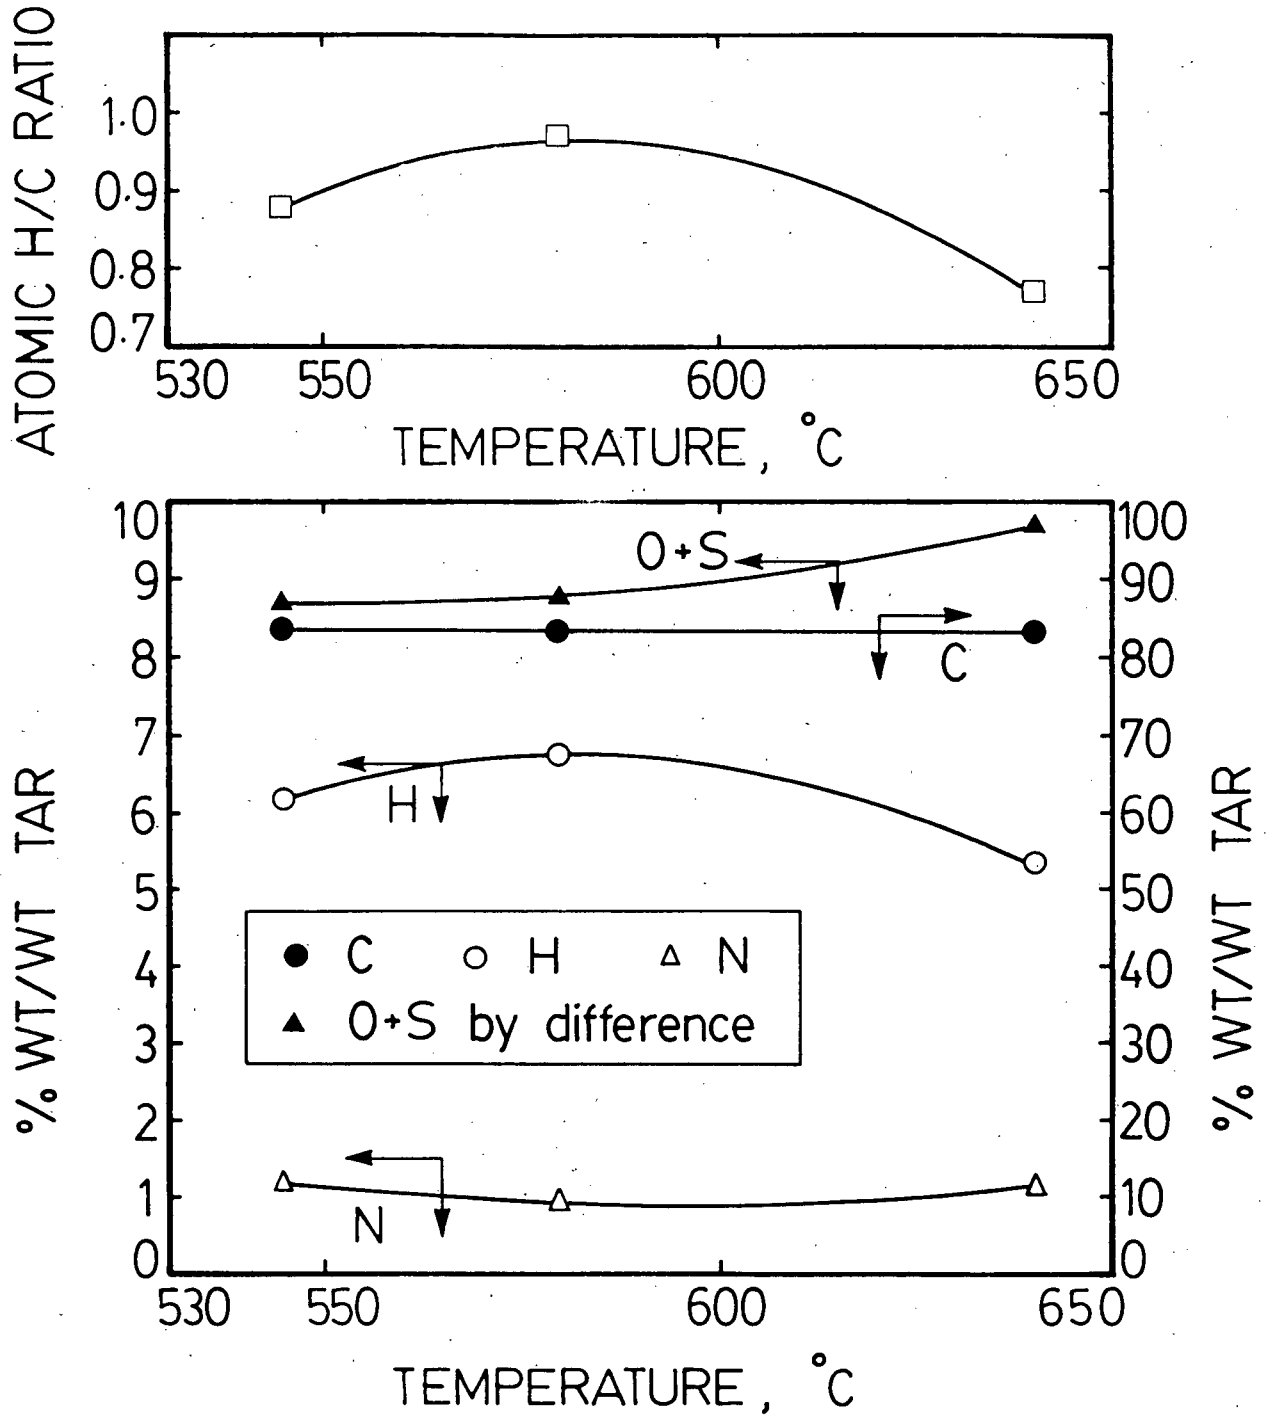 ATOMIC H/C RATIO
1.0
0.9
0.8
0.7
530 550 600 650
TEMPERATURE, °C
% WT/WT TAR
10
9
8
7
6
5
4
3
2
1
0
O+S
C
H
● C ○ H △ N
▲ O+S by difference
N
100
90
80
70
60
50
40
30
20
10
0
% WT/WT TAR
530 550 600 650
TEMPERATURE, °C